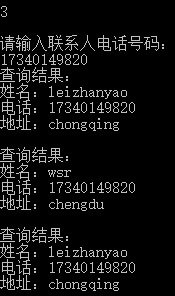 3
请输入联系人电话号码：
17340149820
查询结果：
姓名：leizhanyao
电话：17340149820
地址：chongqing
查询结果：
姓名：wsr
电话：17340149820
地址：chengdu
查询结果：
姓名：leizhanyao
电话：17340149820
地址：chongqing